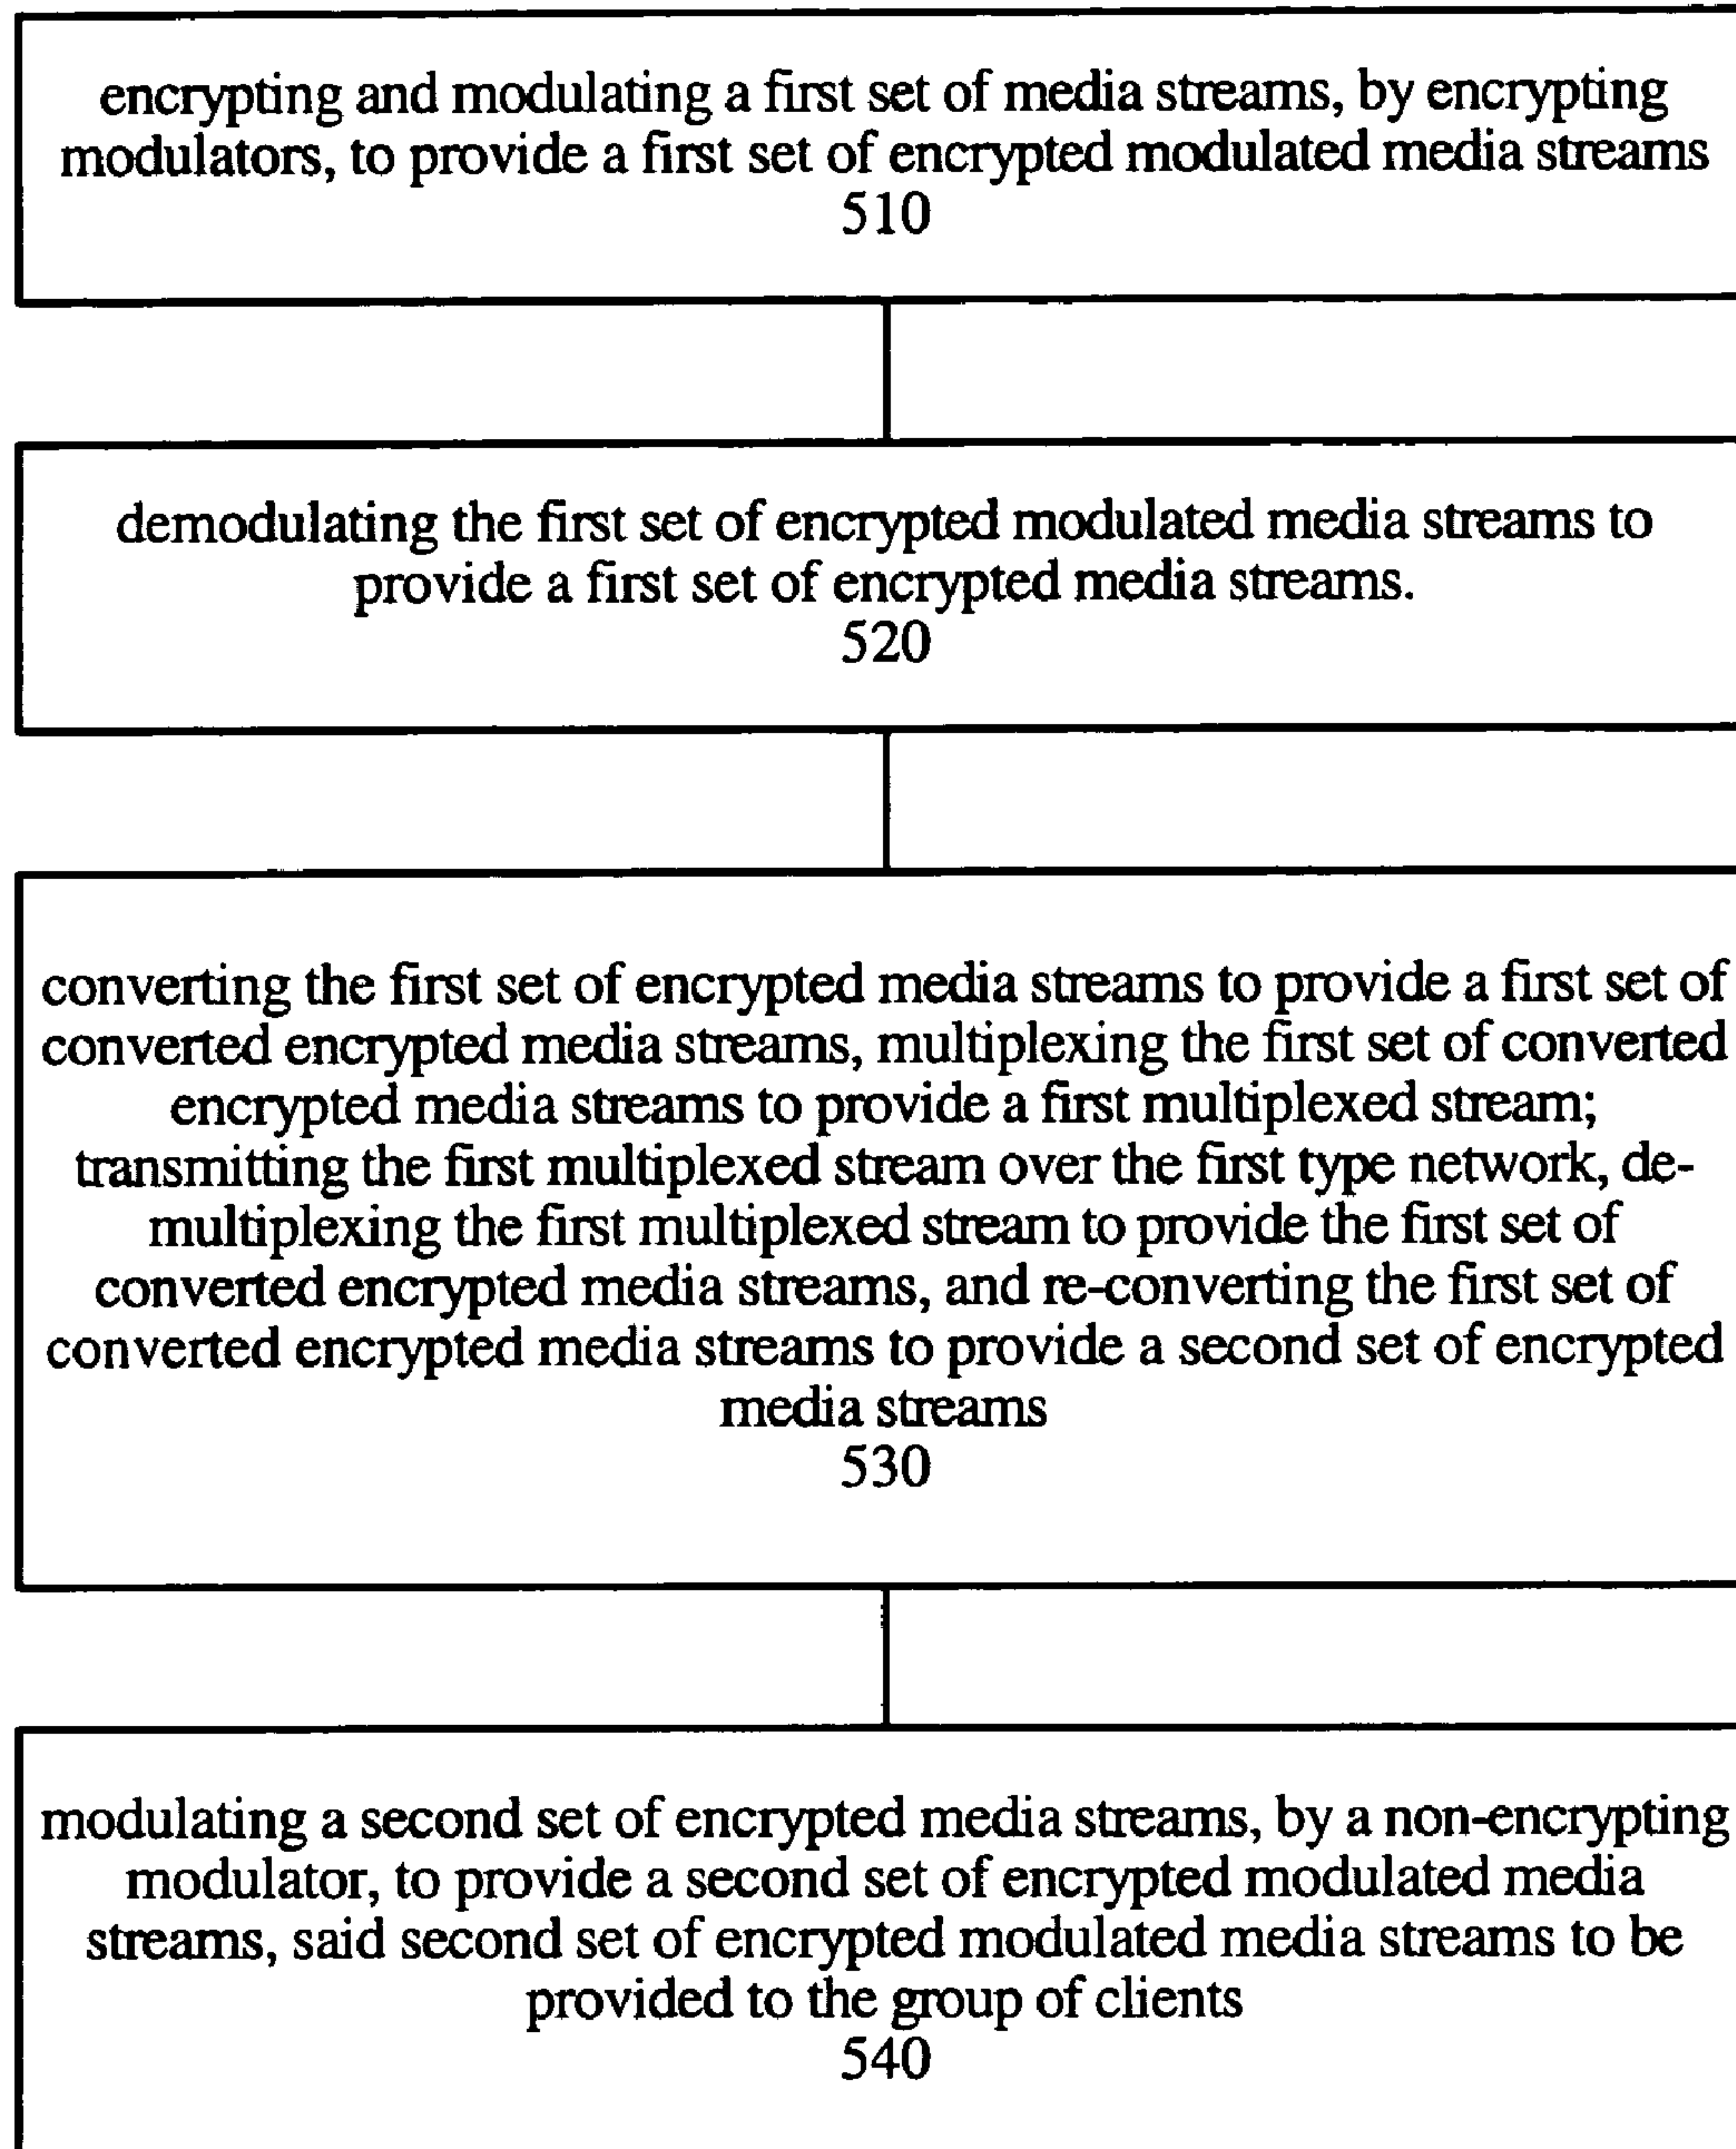 encrypting and modulating a first set of media streams, by encrypting
modulators, to provide a first set of encrypted modulated media streams
510
demodulating the first set of encrypted modulated media streams to
provide a first set of encrypted media streams.
520
converting the first set of encrypted media streams to provide a first set of
converted encrypted media streams, multiplexing the first set of converted
encrypted media streams to provide a first multiplexed stream;
transmitting the first multiplexed stream over the first type network, de-
multiplexing the first multiplexed stream to provide the first set of
converted encrypted media streams, and re-converting the first set of
converted encrypted media streams to provide a second set of encrypted
media streams
530
modulating a second set of encrypted media streams, by a non-encrypting
modulator, to provide a second set of encrypted modulated media
streams, said second set of encrypted modulated media streams to be
provided to the group of clients
540